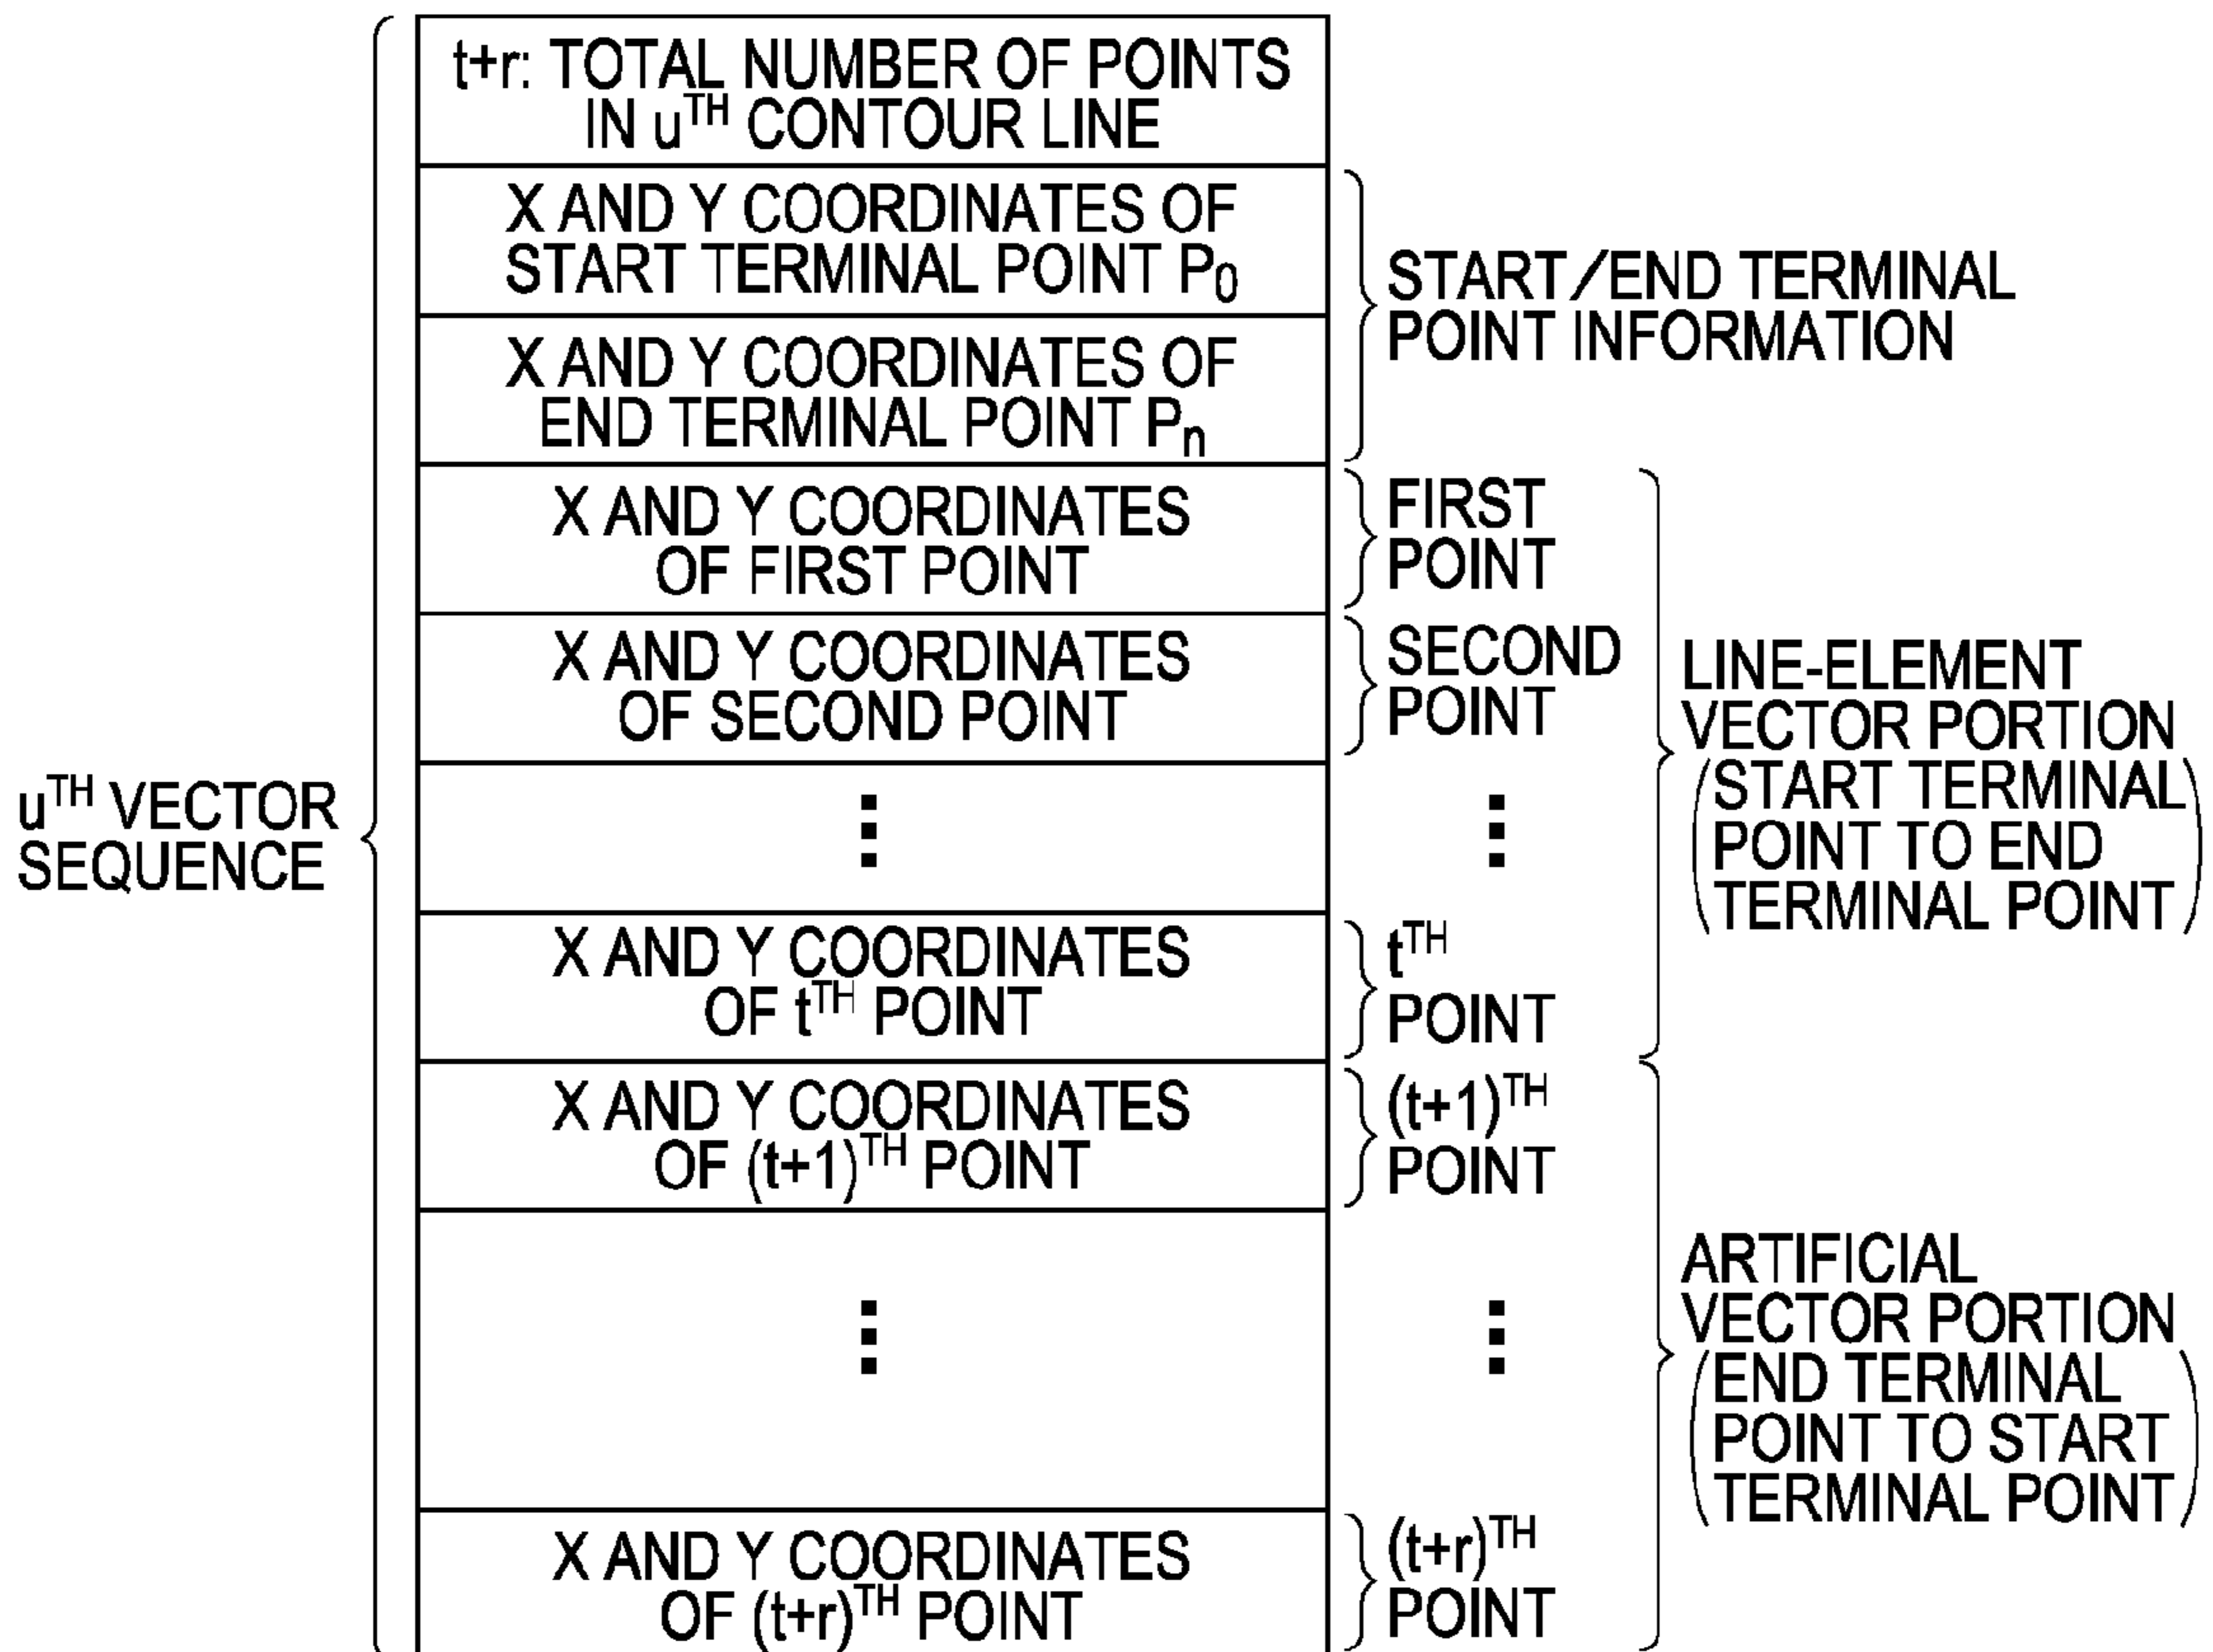 t+r: TOTAL NUMBER OF POINTS
IN uTH CONTOUR LINE
X AND Y COORDINATES OF
START TERMINAL POINT P0
X AND Y COORDINATES OF
END TERMINAL POINT Pn
START/END TERMINAL
POINT INFORMATION
X AND Y COORDINATES
OF FIRST POINT
FIRST
POINT
X AND Y COORDINATES
OF SECOND POINT
SECOND
POINT
LINE-ELEMENT
VECTOR PORTION
(START TERMINAL
POINT TO END
TERMINAL POINT)
uTH VECTOR
SEQUENCE
X AND Y COORDINATES
OF tTH POINT
tTH
POINT
X AND Y COORDINATES
OF (t+1)TH POINT
(t+1)TH
POINT
ARTIFICIAL
VECTOR PORTION
(END TERMINAL
POINT TO START
TERMINAL POINT)
X AND Y COORDINATES
OF (t+r)TH POINT
(t+r)TH
POINT